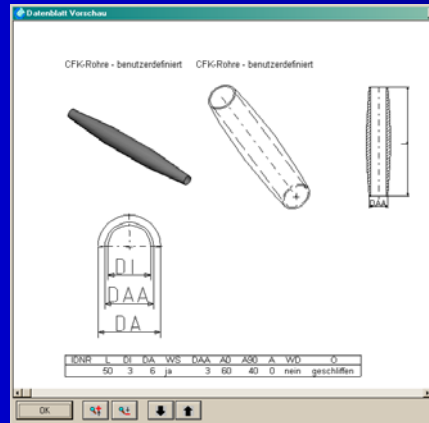 Datenblatt Vorschau
CFK-Rohre - benutzerdefiniert CFK-Rohre - benutzerdefiniert
L
DAA
DI
DAA
DA
IDNR L DI DA WS DAA A0 A90 A WD O
50 3 6 ja 3 60 40 0 nein geschliffen
OK